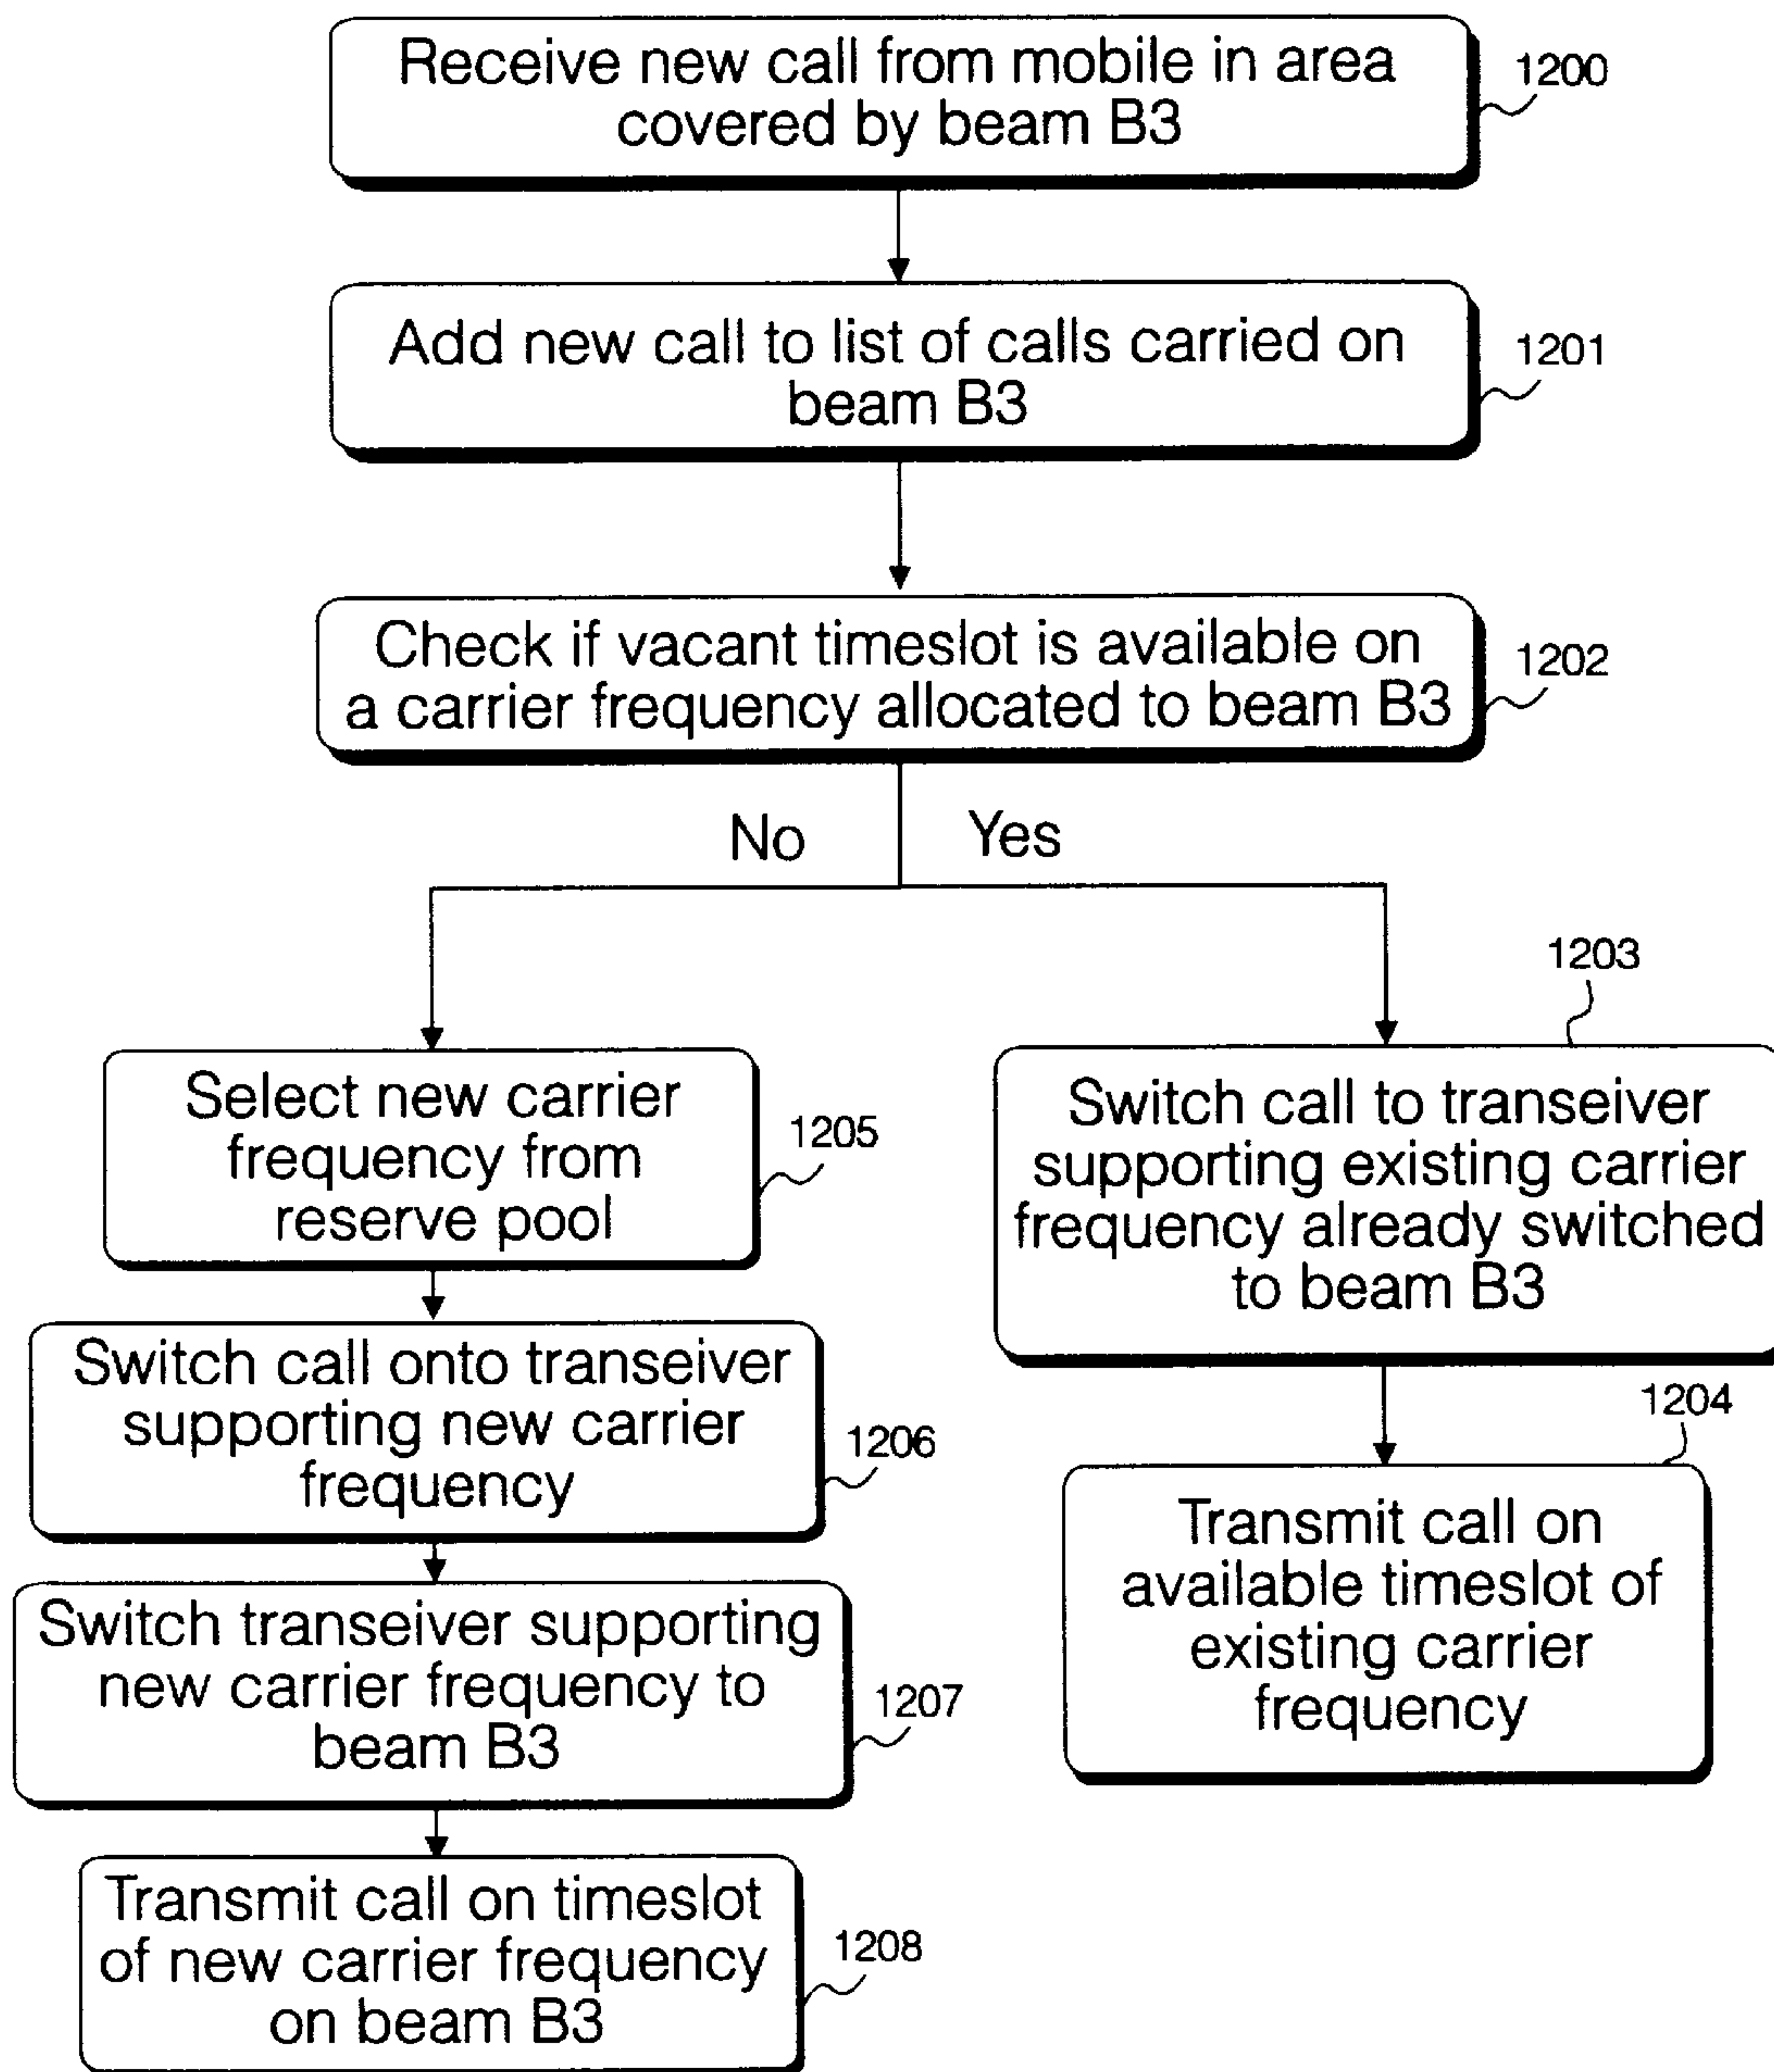 Receive new call from mobile in area
covered by beam B3
1200
Add new call to list of calls carried on
beam B3
1201
Check if vacant timeslot is available on
a carrier frequency allocated to beam B3
1202
No
Yes
Select new carrier
frequency from
reserve pool
1205
Switch call onto transeiver
supporting new carrier
frequency
1206
Switch transeiver supporting
new carrier frequency to
beam B3
1207
Transmit call on timeslot
of new carrier frequency
on beam B3
1208
1203
Switch call to transeiver
supporting existing carrier
frequency already switched
to beam B3
1204
Transmit call on
available timeslot of
existing carrier
frequency